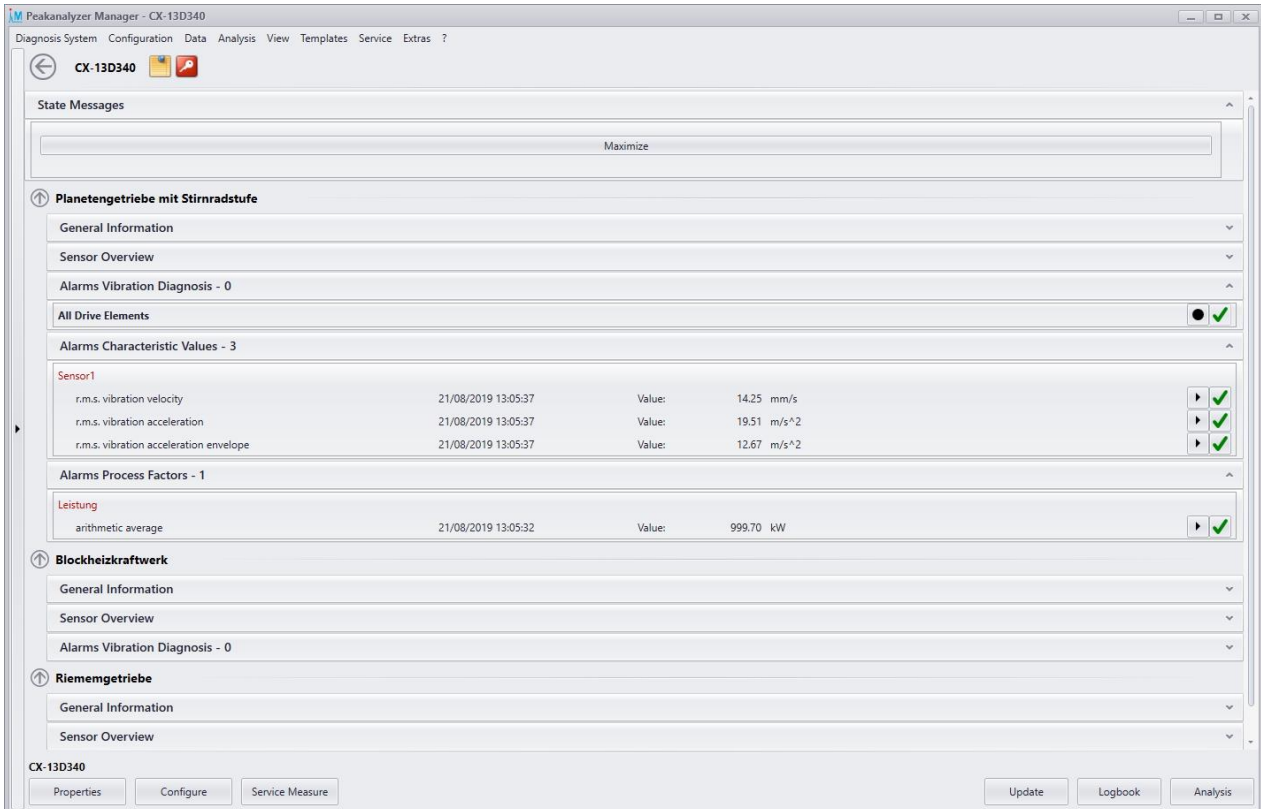 Peakanalyzer Manager - CX-13D340
Diagnosis System Configuration Data Analysis View Templates Service Extras ?
CX-13D340
State Messages
Maximize
Planetengetriebe mit Stirnradstufe
General Information
Sensor Overview
Alarms Vibration Diagnosis - 0
All Drive Elements
Alarms Characteristic Values - 3
Sensor1
r.m.s. vibration velocity 21/08/2019 13:05:37 Value: 14.25 mm/s
r.m.s. vibration acceleration 21/08/2019 13:05:37 Value: 19.51 m/s^2
r.m.s. vibration acceleration envelope 21/08/2019 13:05:37 Value: 12.67 m/s^2
Alarms Process Factors - 1
Leistung
arithmetic average 21/08/2019 13:05:32 Value: 999.70 kW
Blockheizkraftwerk
General Information
Sensor Overview
Alarms Vibration Diagnosis - 0
Riememgetriebe
General Information
Sensor Overview
CX-13D340
Properties Configure Service Measure Update Logbook Analysis